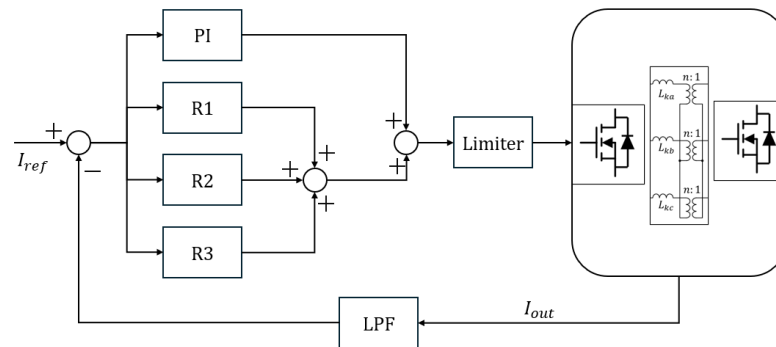 PI
R1
R2
R3
+
I_ref
−
+
+
+
+
+
Limiter
n: 1
L_ka
n: 1
L_kb
n: 1
L_kc
I_out
LPF